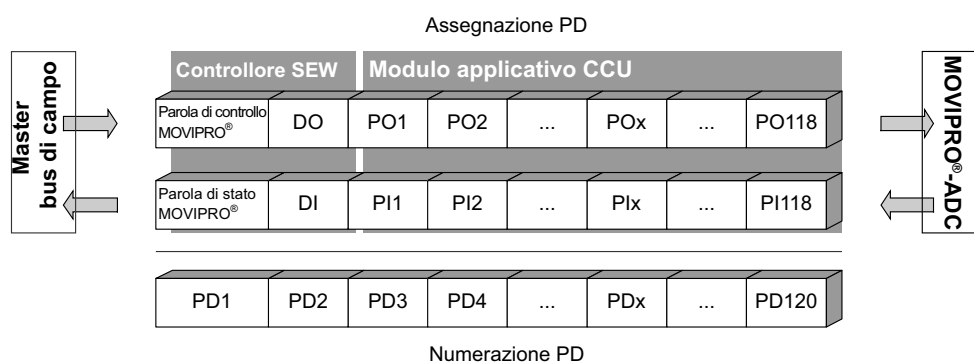 Assegnazione PD
Master
bus di campo
Controllore SEW
Modulo applicativo CCU
Parola di controllo
MOVIPRO®
DO
PO1
PO2
...
POx
...
PO118
Parola di stato
MOVIPRO®
DI
PI1
PI2
...
PIx
...
PI118
MOVIPRO®-ADC
PD1
PD2
PD3
PD4
...
PDx
...
PD120
Numerazione PD